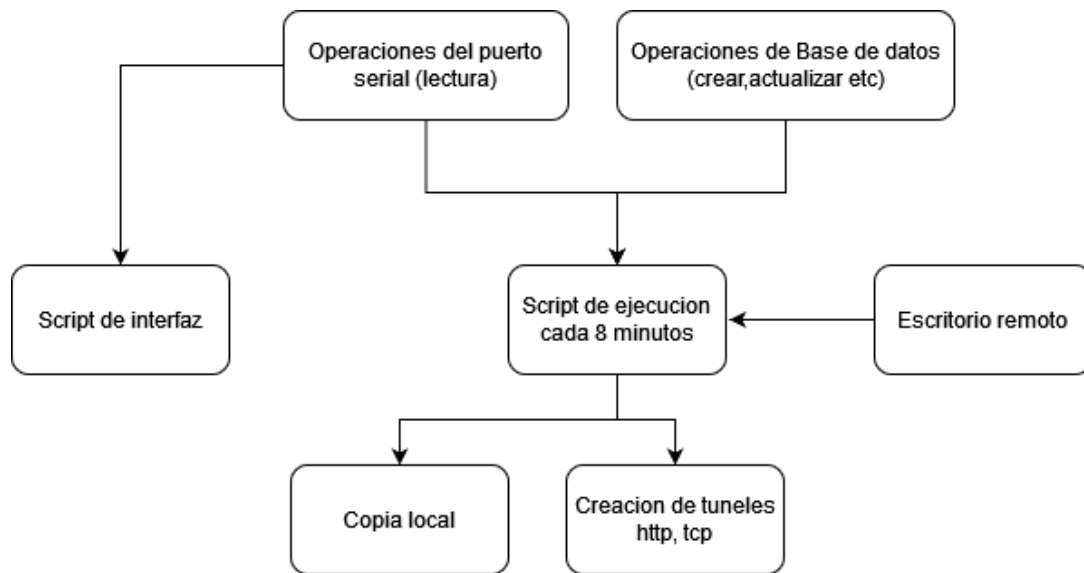 Operaciones del puerto
serial (lectura)
Operaciones de Base de datos
(crear,actualizar etc)
Script de interfaz
Script de ejecucion
cada 8 minutos
Escritorio remoto
Copia local
Creacion de tuneles
http, tcp